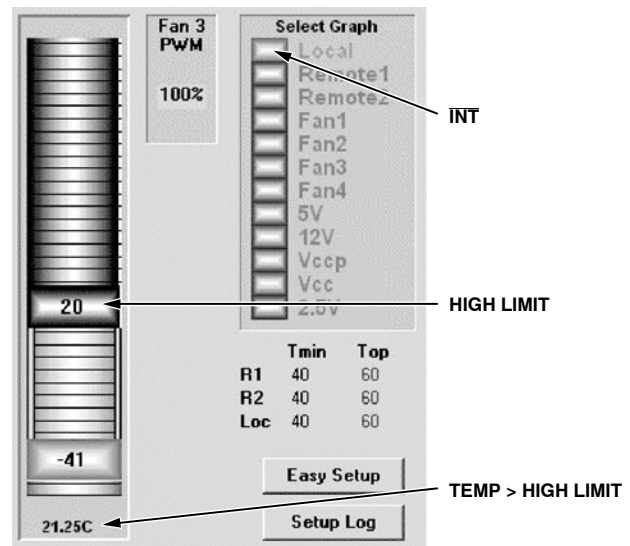 Fan 3
PWM
100%
Select Graph
Local
Remote1
Remote2
Fan1
Fan2
Fan3
Fan4
5V
12V
Vccp
Vcc
2.5V
INT
20
HIGH LIMIT
Tmin Top
R1 40 60
R2 40 60
Loc 40 60
-41
Easy Setup
TEMP > HIGH LIMIT
21.25C
Setup Log